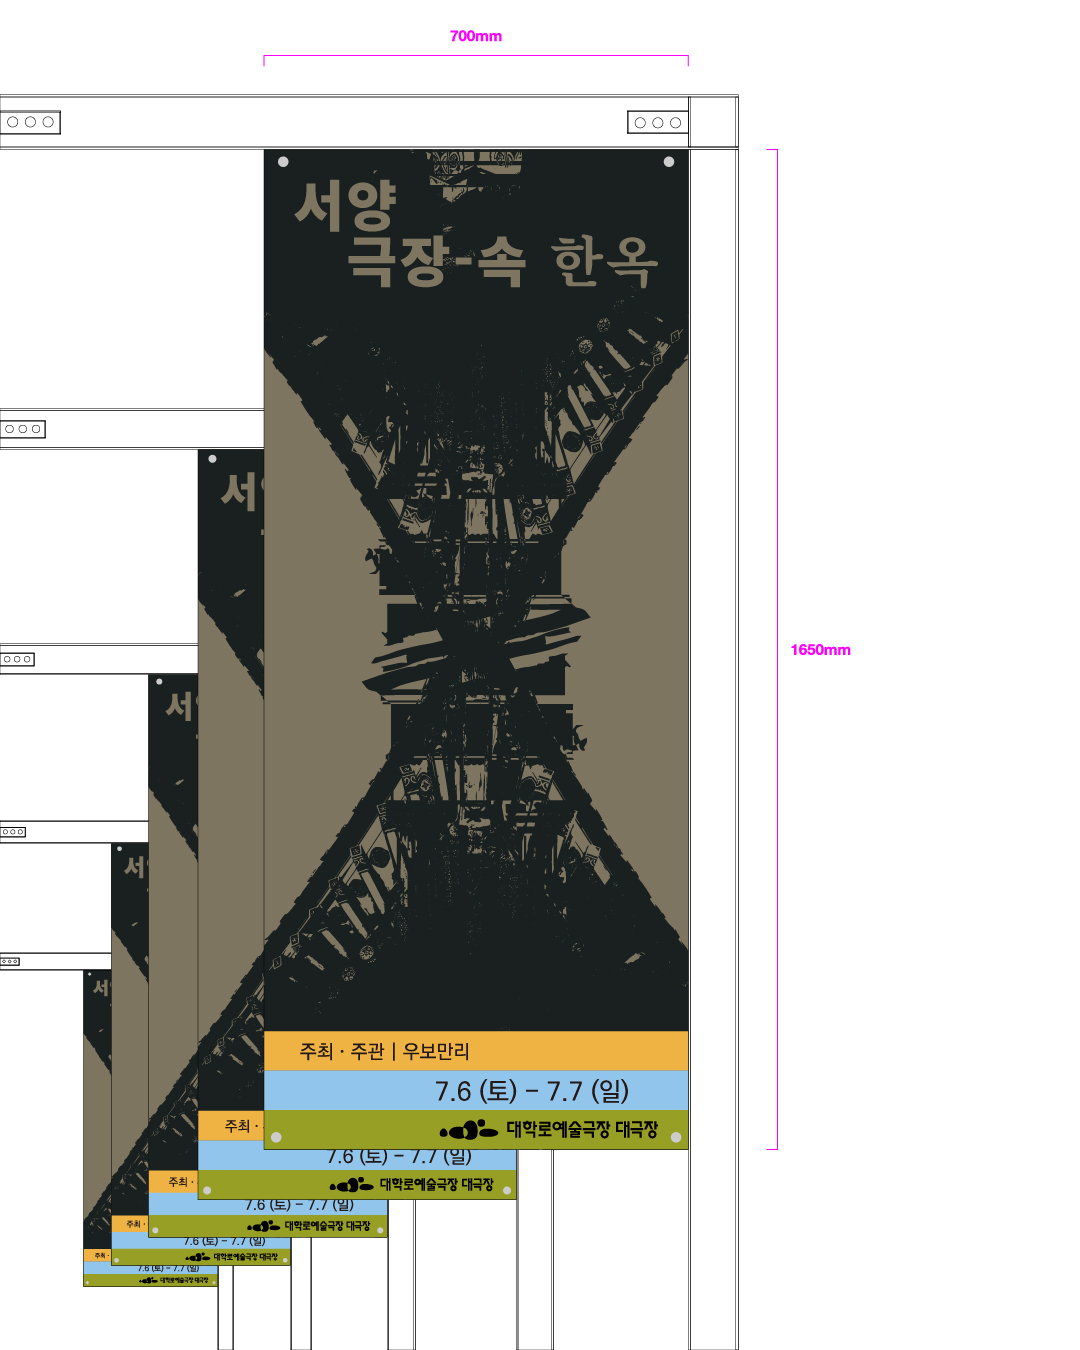 700mm
서양
극장-속 한옥
1650mm
주최 · 주관 | 우보만리
7.6 (토) – 7.7 (일)
대학로예술극장 대극장
서
주최 ·
7.6 (토) – 7.7 (일)
대학로예술극장 대극장
서
주최 ·
7.6 (토) – 7.7 (일)
대학로예술극장 대극장
서
주최 ·
7.6 (토) – 7.7 (일)
대학로예술극장 대극장
서
주최 ·
7.6 (토) – 7.7 (일)
대학로예술극장 대극장